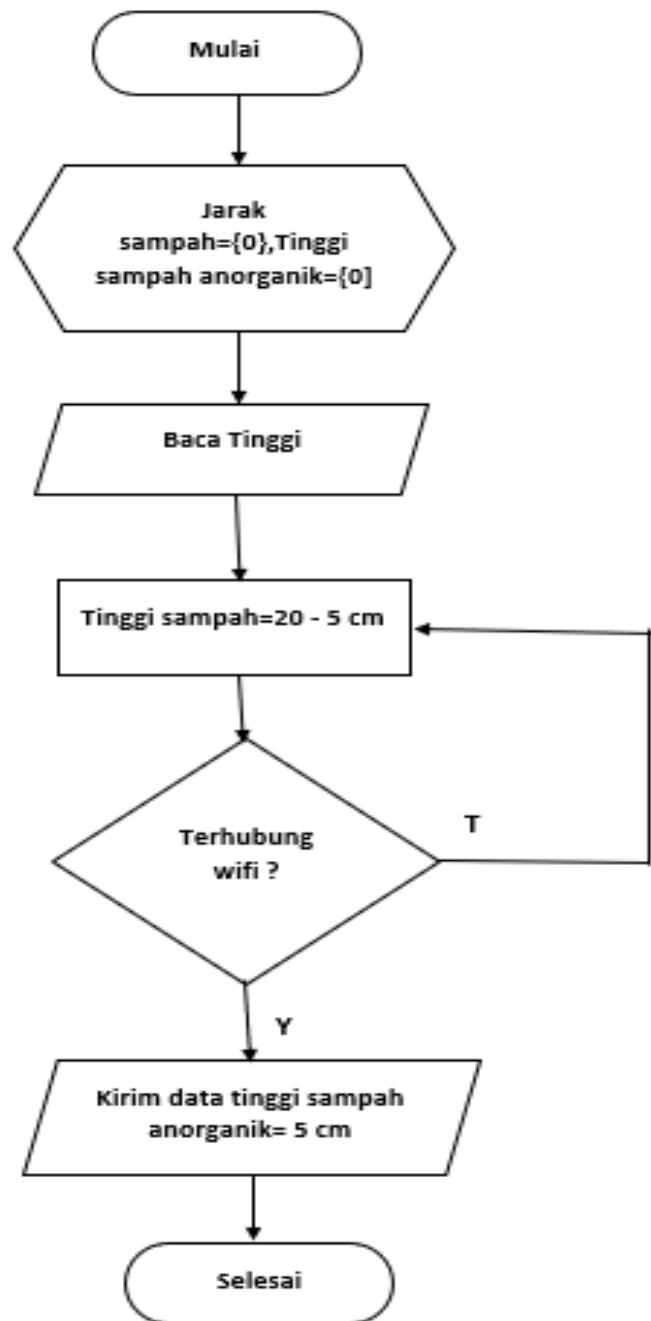 Mulai
Jarak
sampah={0},Tinggi
sampah anorganik={0]
Baca Tinggi
Tinggi sampah=20 - 5 cm
Terhubung
wifi ?
T
Y
Kirim data tinggi sampah
anorganik= 5 cm
Selesai